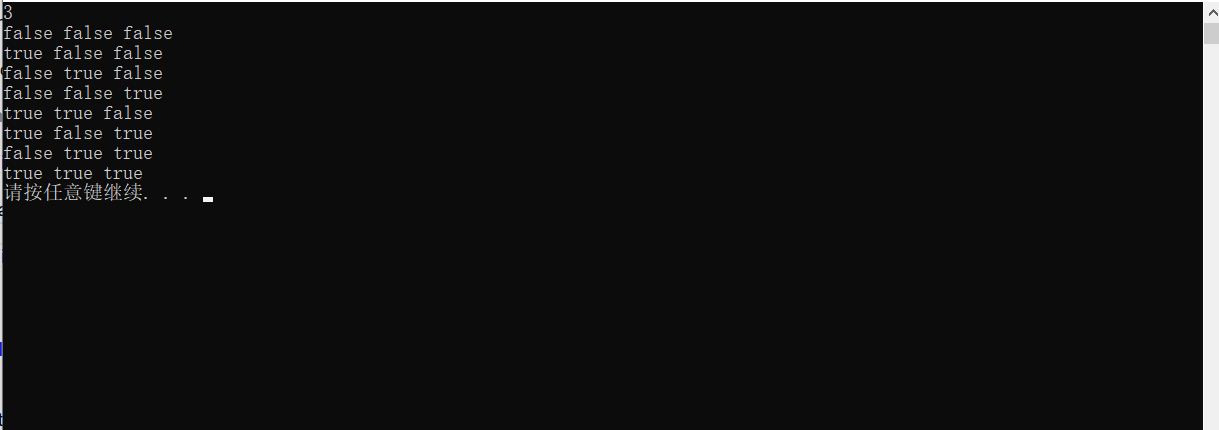 3
false false false
true false false
false true false
false false true
true true false
true false true
false true true
true true true
请按任意键继续. . .